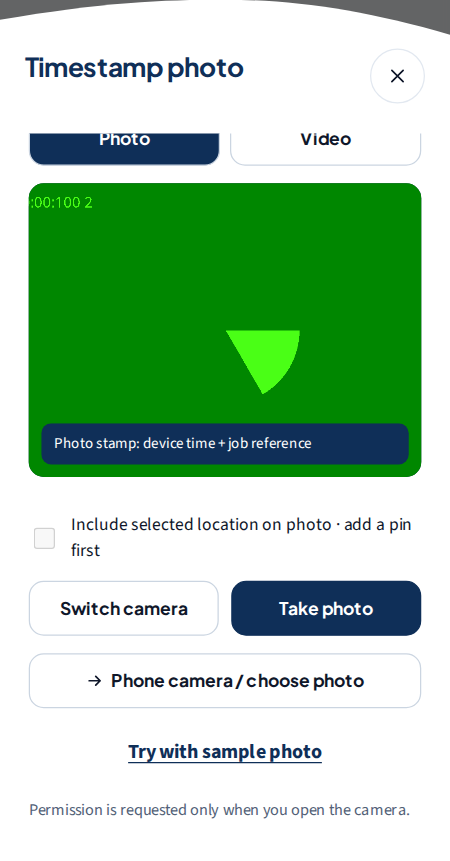 Timestamp photo
Photo
Video
:00:100 2
Photo stamp: device time + job reference
Include selected location on photo · add a pin
first
Switch camera
Take photo
→ Phone camera / choose photo
Try with sample photo
Permission is requested only when you open the camera.